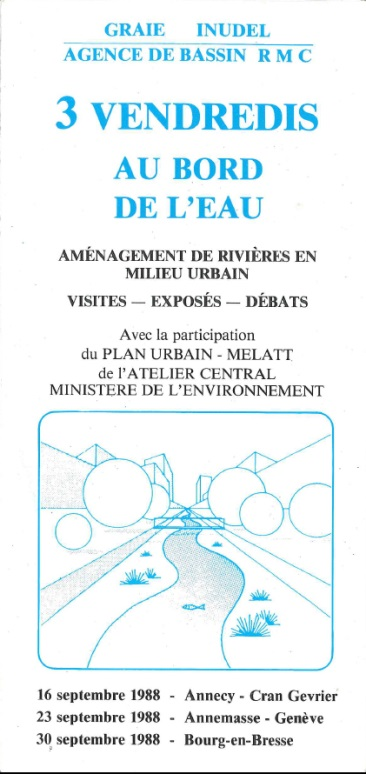 GRAIE INUDEL
AGENCE DE BASSIN R M C
3 VENDREDIS
AU BORD
DE L'EAU
AMÉNAGEMENT DE RIVIÈRES EN
MILIEU URBAIN
VISITES — EXPOSÉS — DÉBATS
Avec la participation
du PLAN URBAIN - MELATT
de l'ATELIER CENTRAL
MINISTERE DE L'ENVIRONNEMENT
16 septembre 1988 - Annecy - Cran Gevrier
23 septembre 1988 - Annemasse - Genève
30 septembre 1988 - Bourg-en-Bresse